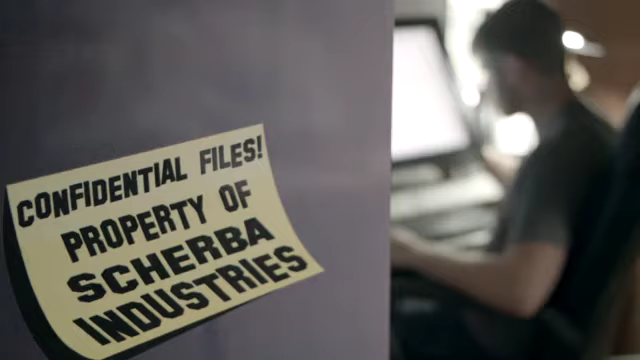 CONFIDENTIAL FILES!
PROPERTY OF
SCHERBA
INDUSTRIES